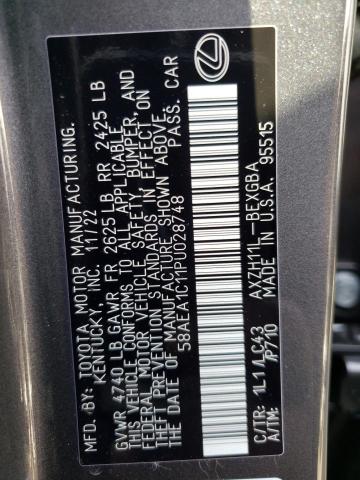 MFD. BY: TOYOTA MOTOR MANUFACTURING
KENTUCKY, INC.
11/22
GVWR 4740 LB GAWR FR 2625 LB RR 2425 LB
THIS VEHICLE CONFORMS TO ALL APPLICABLE
FEDERAL MOTOR VEHICLE SAFETY, BUMPER, AND
THEFT PREVENTION STANDARDS IN EFFECT ON
THE DATE OF MANUFACTURE SHOWN ABOVE.
58AEA1C11PU028748 PASS. CAR
C/TR: 1L1/LC43 AXZH11L-BEXGBA
A/TM: /P710 MADE IN U.S.A. 95515